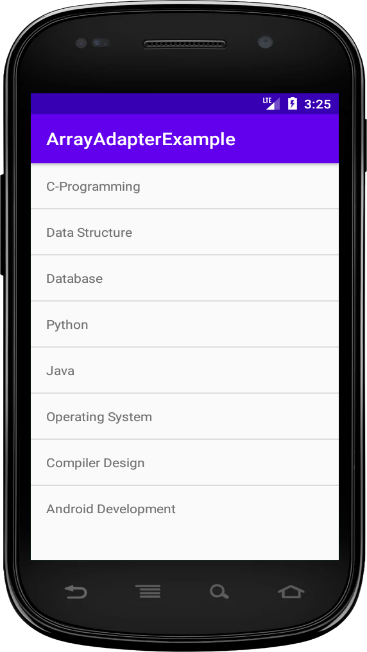 LTE 3:25
ArrayAdapterExample
C-Programming
Data Structure
Database
Python
Java
Operating System
Compiler Design
Android Development